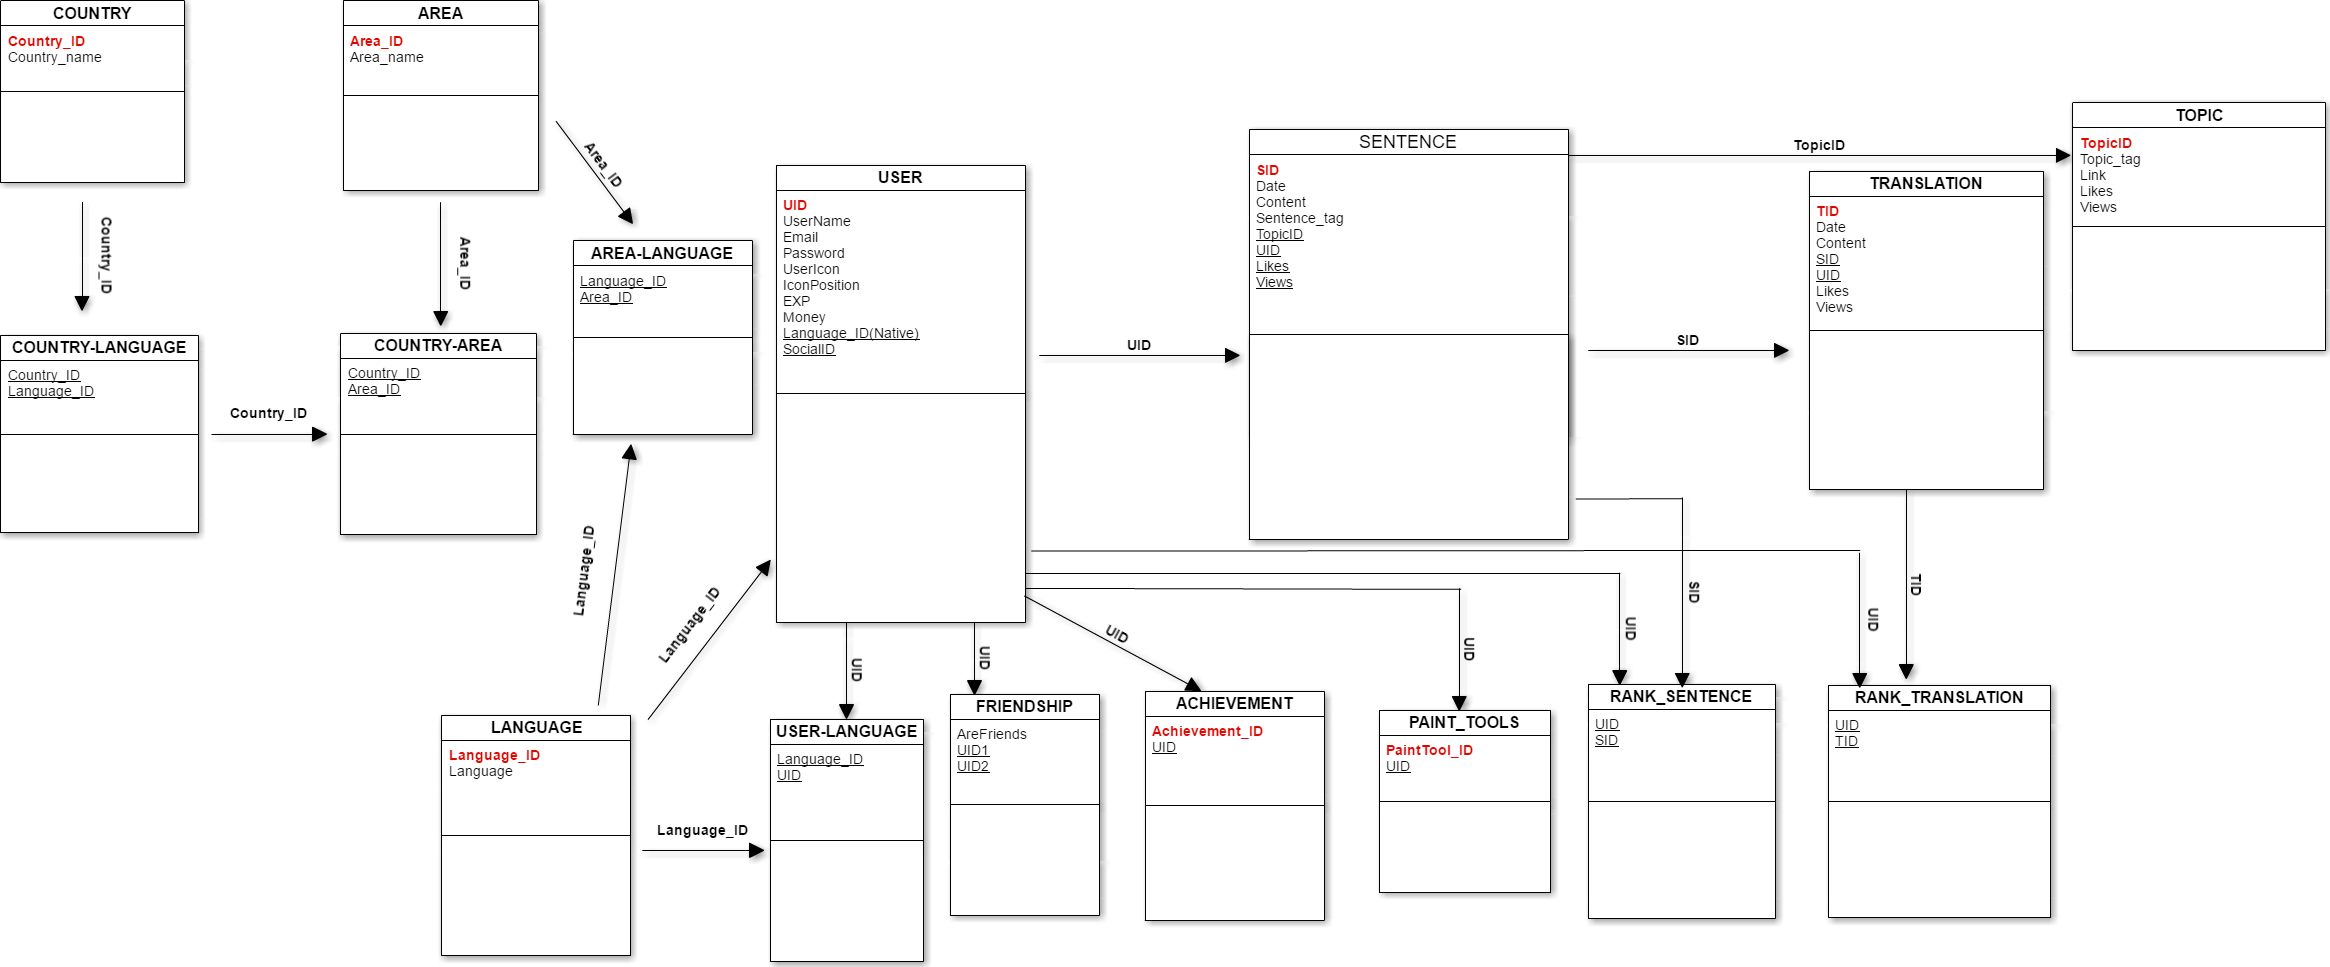 COUNTRY
Country_ID
Country_name
AREA
Area_ID
Area_name
Country_ID
Area_ID
Area_ID
COUNTRY-LANGUAGE
Country_ID
Language_ID
Country_ID
COUNTRY-AREA
Country_ID
Area_ID
AREA-LANGUAGE
Language_ID
Area_ID
USER
UID
UserName
Email
Password
UserIcon
IconPosition
EXP
Money
Language_ID(Native)
SocialID
UID
SENTENCE
SID
Date
Content
Sentence_tag
TopicID
UID
Likes
Views
TopicID
SID
TRANSLATION
TID
Date
Content
SID
UID
Likes
Views
TOPIC
TopicID
Topic_tag
Link
Likes
Views
Language_ID
Language_ID
UID
UID
UID
UID
UID
SID
UID
TID
LANGUAGE
Language_ID
Language
Language_ID
USER-LANGUAGE
Language_ID
UID
FRIENDSHIP
AreFriends
UID1
UID2
ACHIEVEMENT
Achievement_ID
UID
PAINT_TOOLS
PaintTool_ID
UID
RANK_SENTENCE
UID
SID
RANK_TRANSLATION
UID
TID